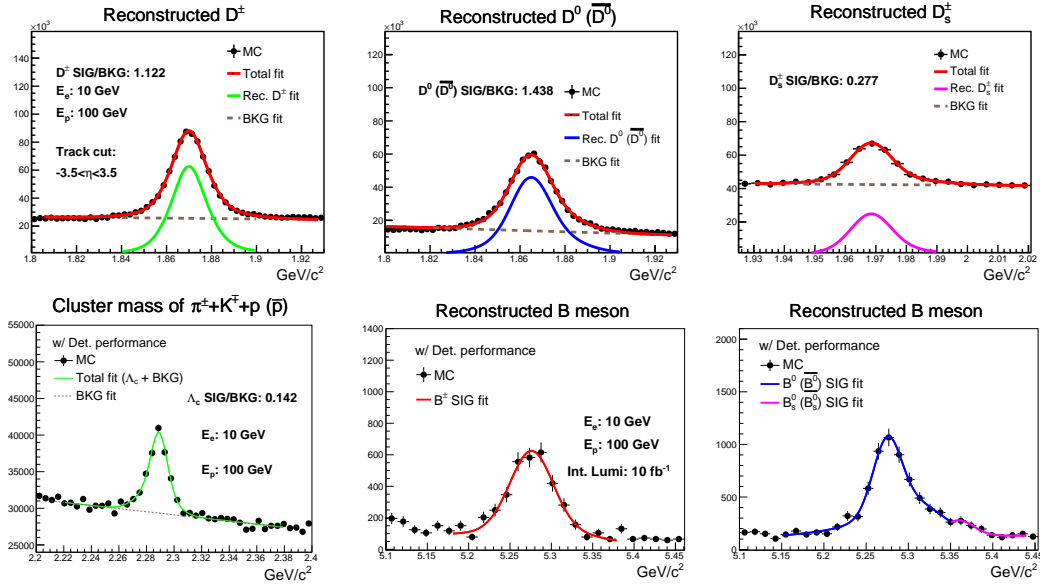 Reconstructed D±
×10³
160
140
120
100
80
60
40
20
D± SIG/BKG: 1.122
Eₑ: 10 GeV
Eₚ: 100 GeV
Track cut:
-3.5<η<3.5
MC
Total fit
Rec. D± fit
BKG fit
1.8 1.82 1.84 1.86 1.88 1.9 1.92
GeV/c²
Reconstructed D⁰ (D̅⁰)
×10³
120
100
80
60
40
20
D⁰ (D̅⁰) SIG/BKG: 1.438
MC
Total fit
Rec. D⁰ (D̅⁰) fit
BKG fit
1.8 1.82 1.84 1.86 1.88 1.9 1.92
GeV/c²
Reconstructed Dₛ±
×10³
120
100
80
60
40
20
Dₛ± SIG/BKG: 0.277
MC
Total fit
Rec. Dₛ± fit
BKG fit
1.93 1.94 1.95 1.96 1.97 1.98 1.99 2 2.01 2.02
GeV/c²
Cluster mass of π±+K∓+p (p̅)
55000
50000
45000
40000
35000
30000
25000
w/ Det. performance
MC
Total fit (Λc + BKG)
BKG fit
Λc SIG/BKG: 0.142
Eₑ: 10 GeV
Eₚ: 100 GeV
2.2 2.22 2.24 2.26 2.28 2.3 2.32 2.34 2.36 2.38 2.4
GeV/c²
Reconstructed B meson
1400
1200
1000
800
600
400
200
0
w/ Det. performance
MC
B± SIG fit
Eₑ: 10 GeV
Eₚ: 100 GeV
Int. Lumi: 10 fb⁻¹
5.1 5.15 5.2 5.25 5.3 5.35 5.4 5.45
GeV/c²
Reconstructed B meson
2000
1500
1000
500
0
w/ Det. performance
MC
B⁰ (B̅⁰) SIG fit
Bₛ⁰ (B̅ₛ⁰) SIG fit
5.1 5.15 5.2 5.25 5.3 5.35 5.4 5.45
GeV/c²